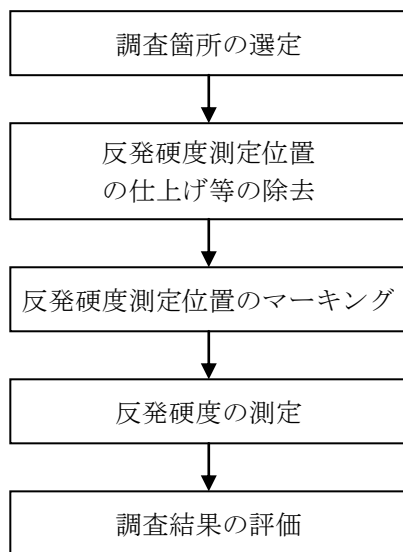 調査箇所の選定
反発硬度測定位置
の仕上げ等の除去
反発硬度測定位置のマーキング
反発硬度の測定
調査結果の評価